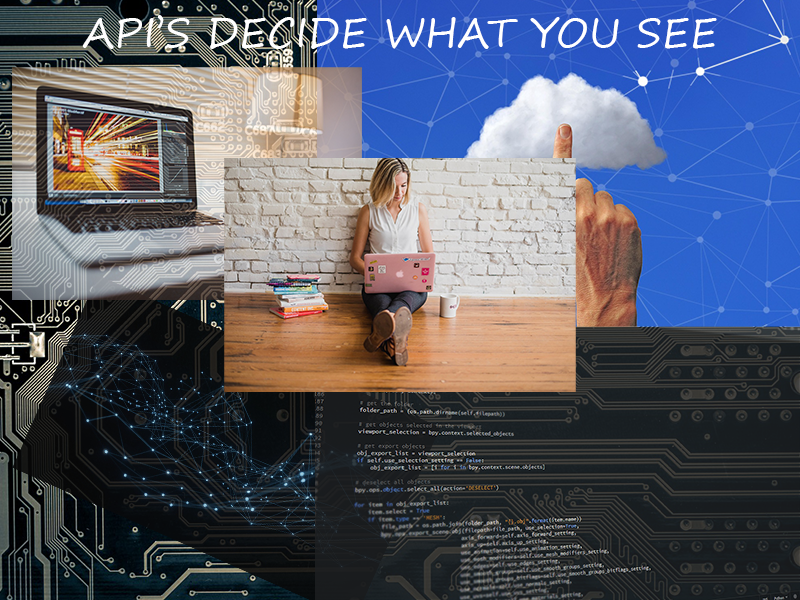 API'S DECIDE WHAT YOU SEE
# get the folder
folder_path = (os.path.dirname(self.filepath))
# get objects selected in the viewport
viewport_selection = bpy.context.selected_objects
# get export objects
obj_export_list = viewport_selection
if self.use_selection_setting == False:
obj_export_list = [i for i in bpy.context.scene.objects]
# deselect all objects
bpy.ops.object.select_all(action='DESELECT')
for item in obj_export_list:
item.select = True
if item.type == 'MESH':
file_path = os.path.join(folder_path, "{}.obj".format(item.name))
bpy.ops.export_scene.obj(filepath=file_path, use_selection=True,
axis_forward=self.axis_forward_setting,
axis_up=self.axis_up_setting,
use_animation=self.use_animation_setting,
use_mesh_modifiers=self.use_mesh_modifiers_setting,
use_edges=self.use_edges_setting,
use_smooth_groups=self.use_smooth_groups_setting,
use_smooth_groups_bitflags=self.use_smooth_groups_bitflags_setting,